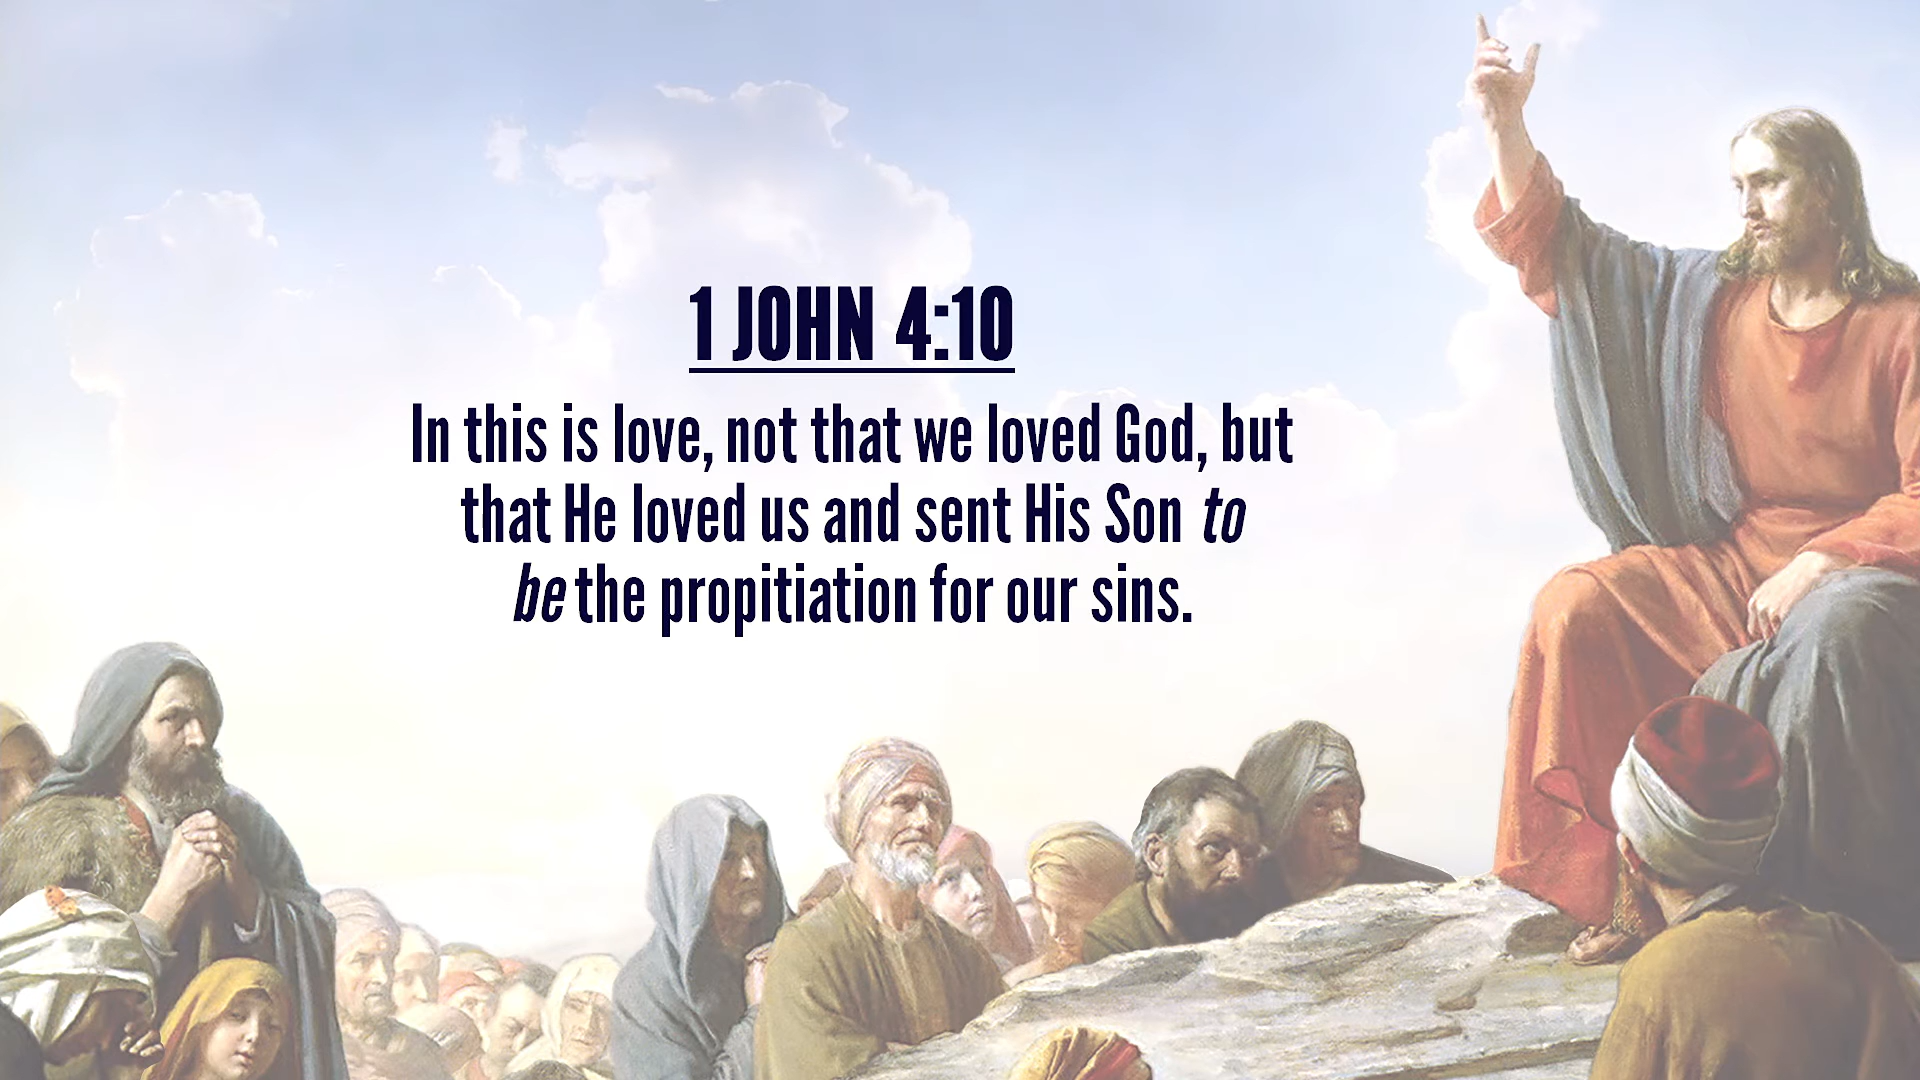 1 JOHN 4:10
In this is love, not that we loved God, but
that He loved us and sent His Son to
be the propitiation for our sins.